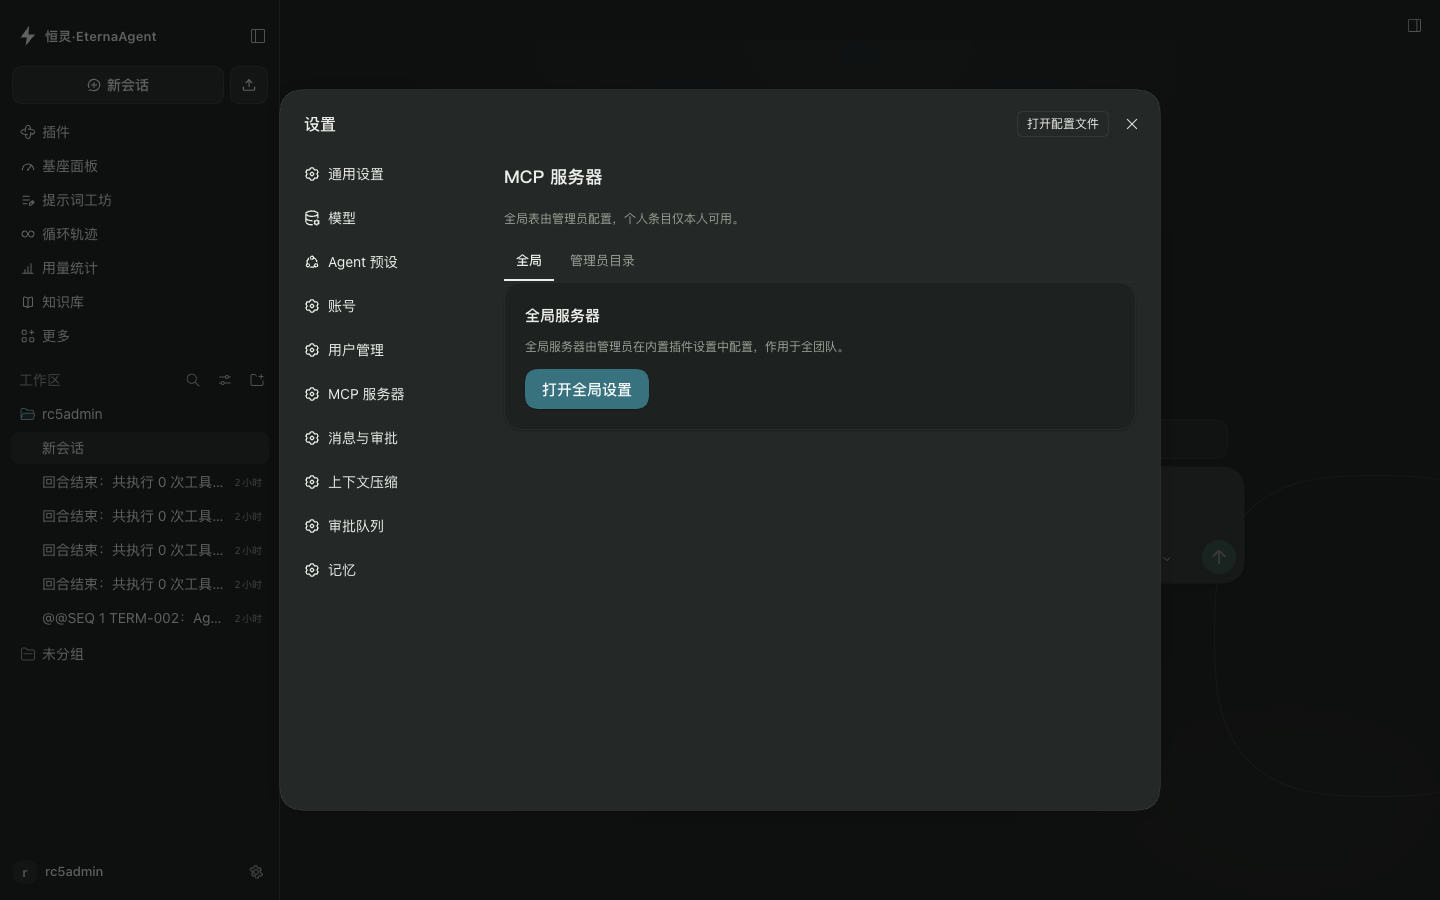 恒灵·EternaAgent
新会话
插件
基座面板
提示词工坊
循环轨迹
用量统计
知识库
更多
工作区
rc5admin
新会话
回合结束：共执行 0 次工具... 2小时
回合结束：共执行 0 次工具... 2小时
回合结束：共执行 0 次工具... 2小时
回合结束：共执行 0 次工具... 2小时
@@SEQ 1 TERM-002：Ag... 2小时
未分组
r rc5admin
设置
打开配置文件
通用设置
模型
Agent 预设
账号
用户管理
MCP 服务器
消息与审批
上下文压缩
审批队列
记忆
MCP 服务器
全局表由管理员配置，个人条目仅本人可用。
全局 管理员目录
全局服务器
全局服务器由管理员在内置插件设置中配置，作用于全团队。
打开全局设置